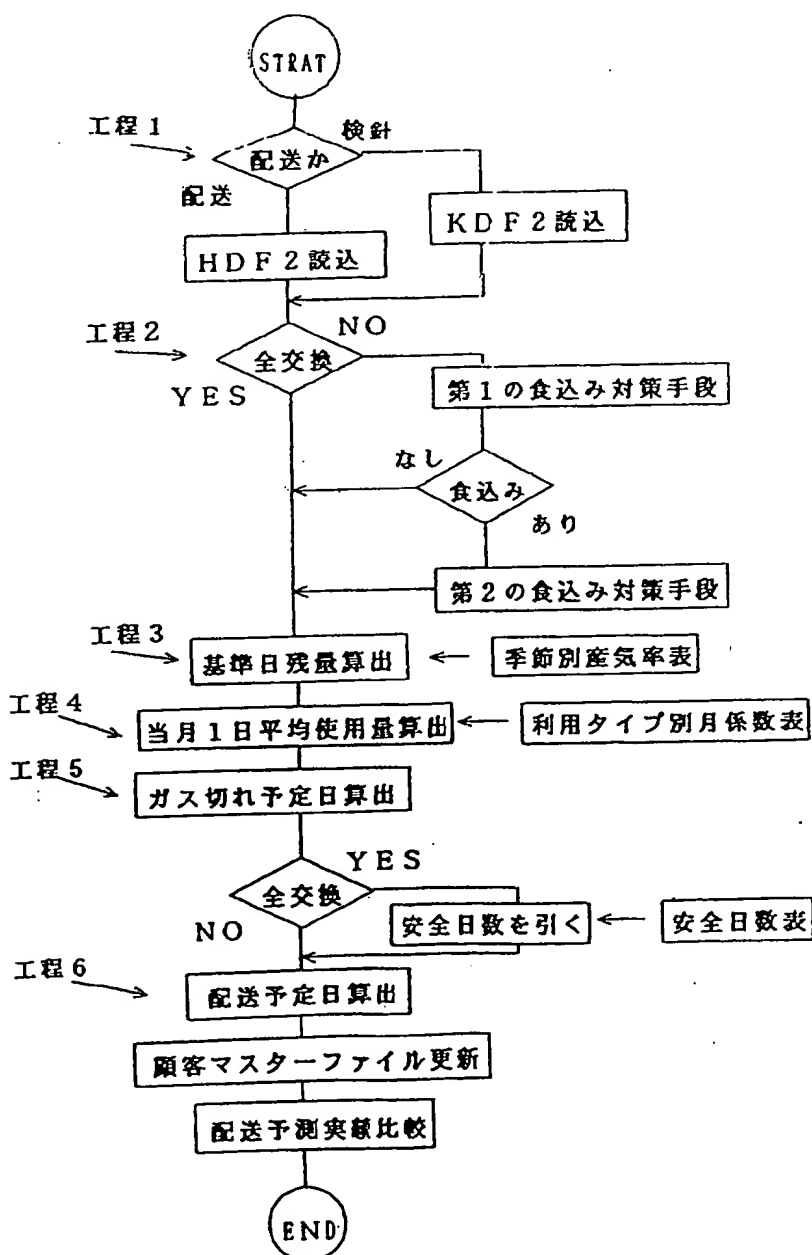 STRAT
工程1
検針
配送か
配送
KDF2読込
HDF2読込
工程2
NO
全交換
YES
第1の食込み対策手段
なし
食込み
あり
第2の食込み対策手段
工程3
基準日残量算出
季節別産気率表
工程4
当月1日平均使用量算出
利用タイプ別月係数表
工程5
ガス切れ予定日算出
YES
全交換
NO
安全日数を引く
安全日数表
工程6
配送予定日算出
顧客マスターファイル更新
配送予測実績比較
END